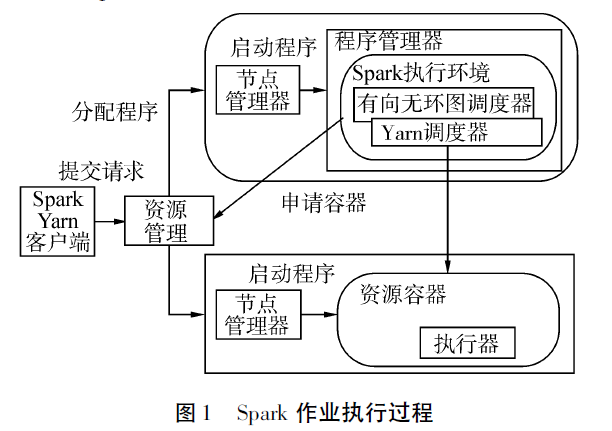 启动程序
程序管理器
节点
管理器
Spark执行环境
有向无环图调度器
Yarn调度器
分配程序
提交请求
Spark
Yarn
客户端
资源
管理
申请容器
启动程序
节点
管理器
资源容器
执行器
图1 Spark 作业执行过程